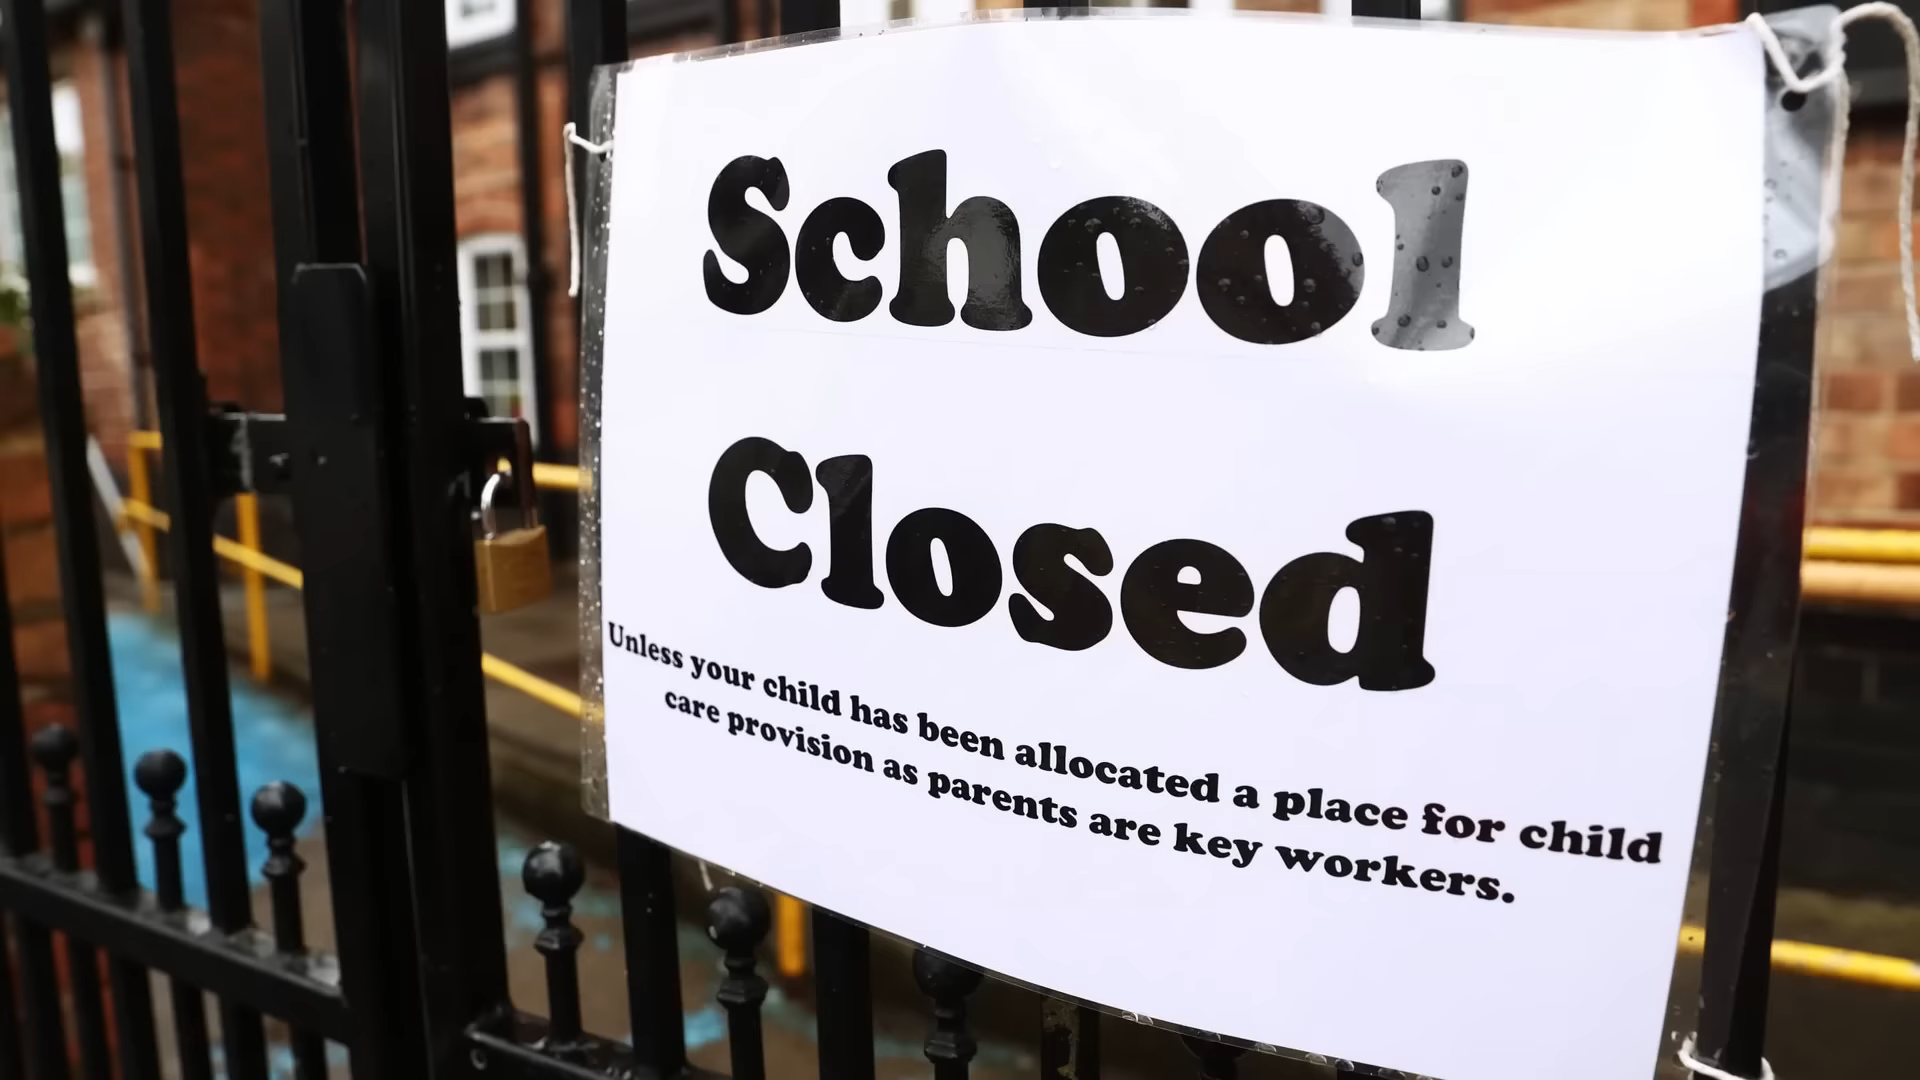 School
Closed
Unless your child has been allocated a place for child
care provision as parents are key workers.